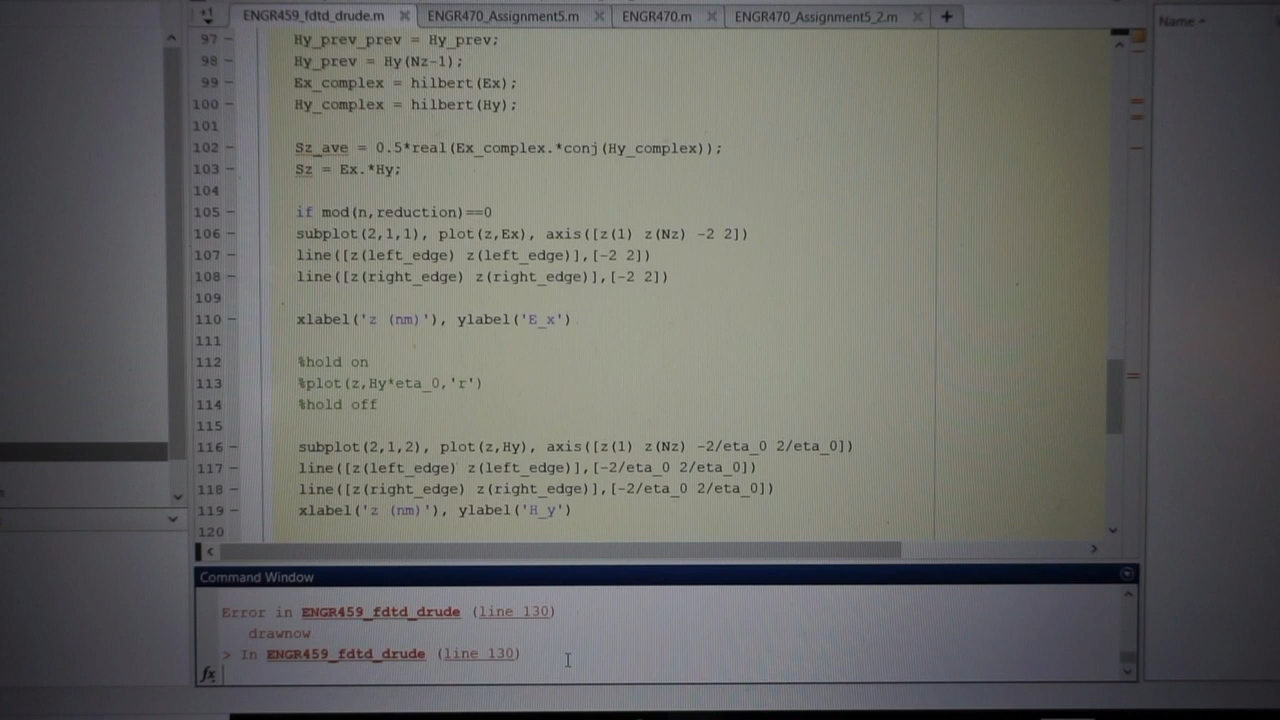 ENGR459_fdtd_drude.m ENGR470_Assignment5.m ENGR470.m ENGR470_Assignment5_2.m +
Name
97 - Hy_prev_prev = Hy_prev;
98 - Hy_prev = Hy(Nz-1);
99 - Ex_complex = hilbert(Ex);
100 - Hy_complex = hilbert(Hy);
101
102 - Sz_ave = 0.5*real(Ex_complex.*conj(Hy_complex));
103 - Sz = Ex.*Hy;
104
105 - if mod(n,reduction)==0
106 - subplot(2,1,1), plot(z,Ex), axis([z(1) z(Nz) -2 2])
107 - line([z(left_edge) z(left_edge)],[-2 2])
108 - line([z(right_edge) z(right_edge)],[-2 2])
109
110 - xlabel('z (nm)'), ylabel('E_x')
111
112 %hold on
113 %plot(z,Hy*eta_0,'r')
114 %hold off
115
116 - subplot(2,1,2), plot(z,Hy), axis([z(1) z(Nz) -2/eta_0 2/eta_0])
117 - line([z(left_edge) z(left_edge)],[-2/eta_0 2/eta_0])
118 - line([z(right_edge) z(right_edge)],[-2/eta_0 2/eta_0])
119 - xlabel('z (nm)'), ylabel('H_y')
120
Command Window
Error in ENGR459_fdtd_drude (line 130)
drawnow
> In ENGR459_fdtd_drude (line 130)
fx